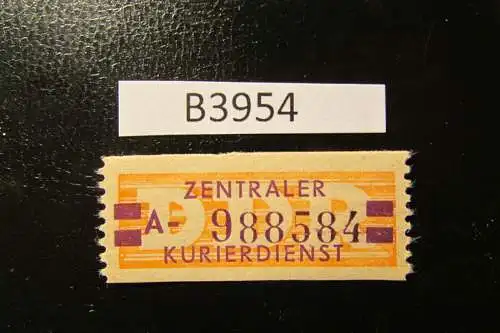 B3954
DDR
ZENTRALER
A-988584
KURIERDIENST